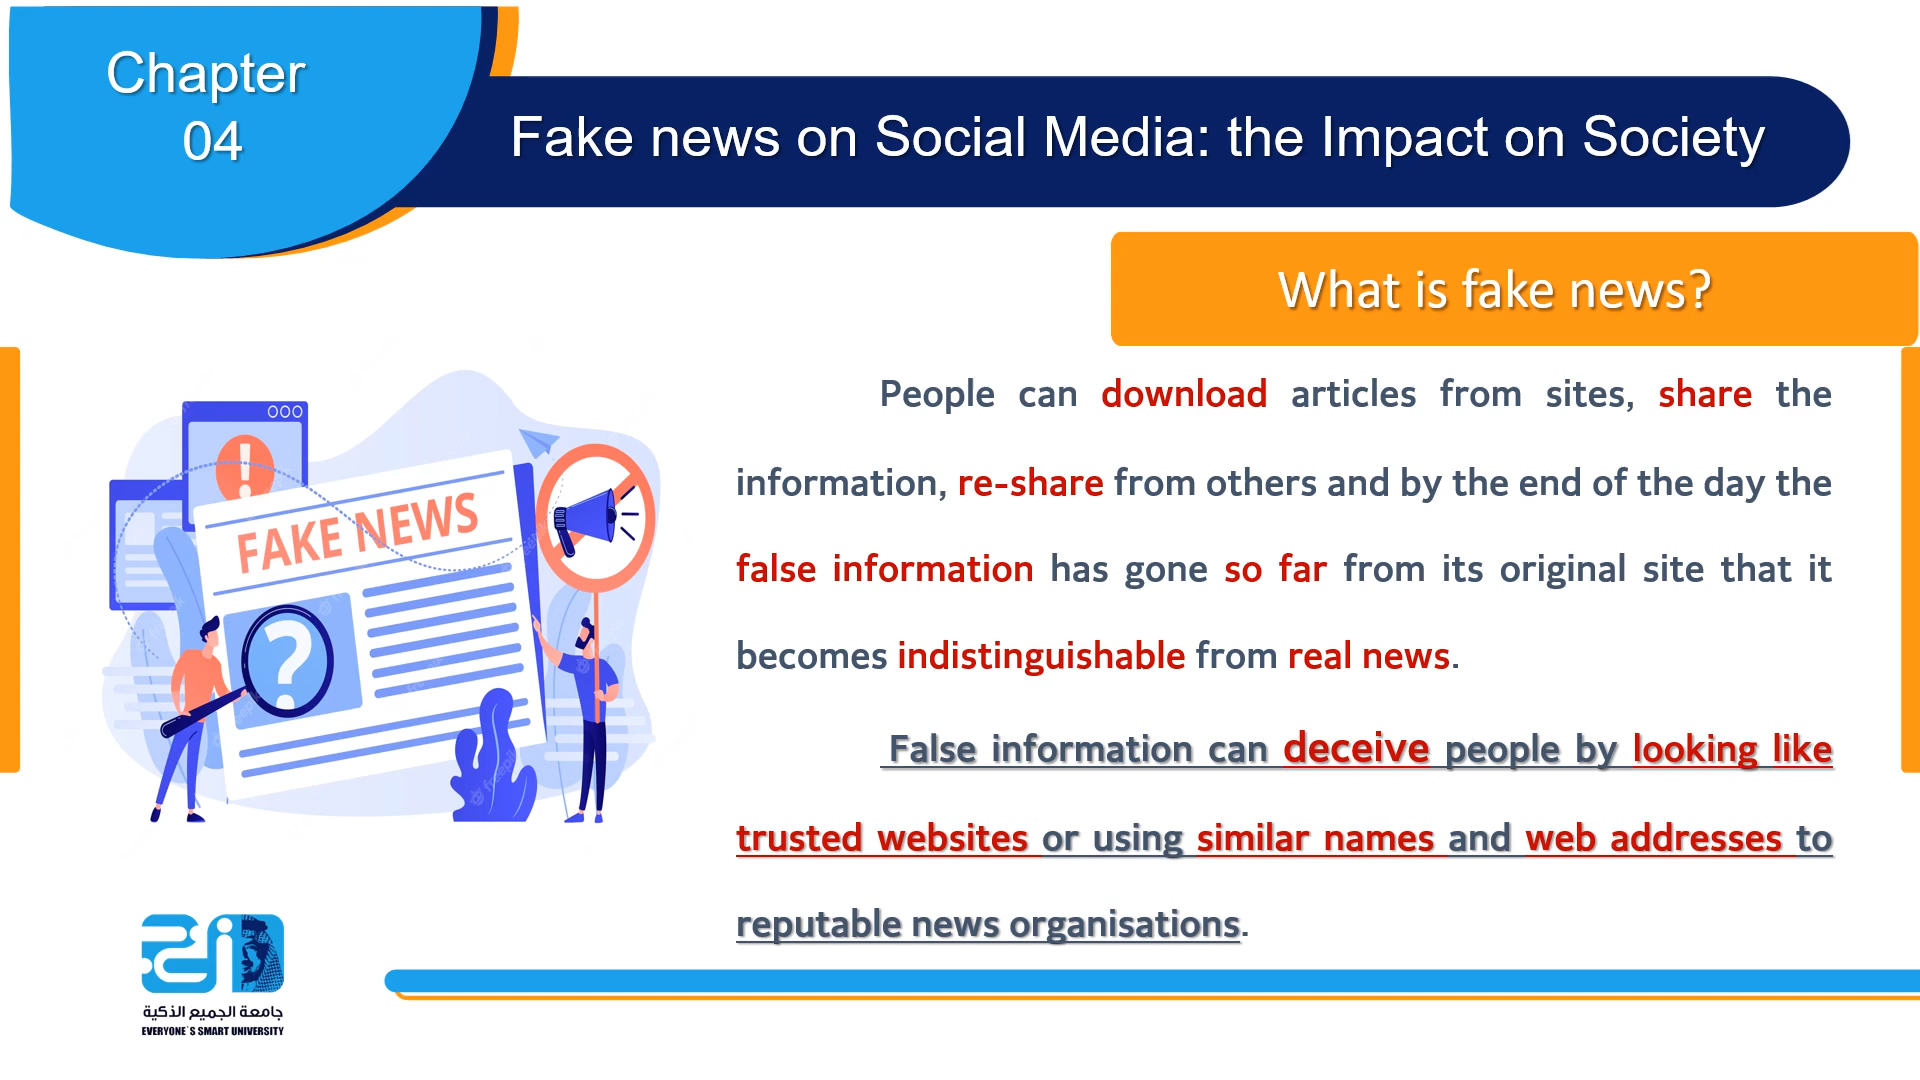 Chapter
04
Fake news on Social Media: the Impact on Society
What is fake news?
People can download articles from sites, share the
information, re-share from others and by the end of the day the
false information has gone so far from its original site that it
becomes indistinguishable from real news.
False information can deceive people by looking like
trusted websites or using similar names and web addresses to
reputable news organisations.
FAKE NEWS
?
!
جامعة الجميع الذكية
EVERYONE`S SMART UNIVERSITY